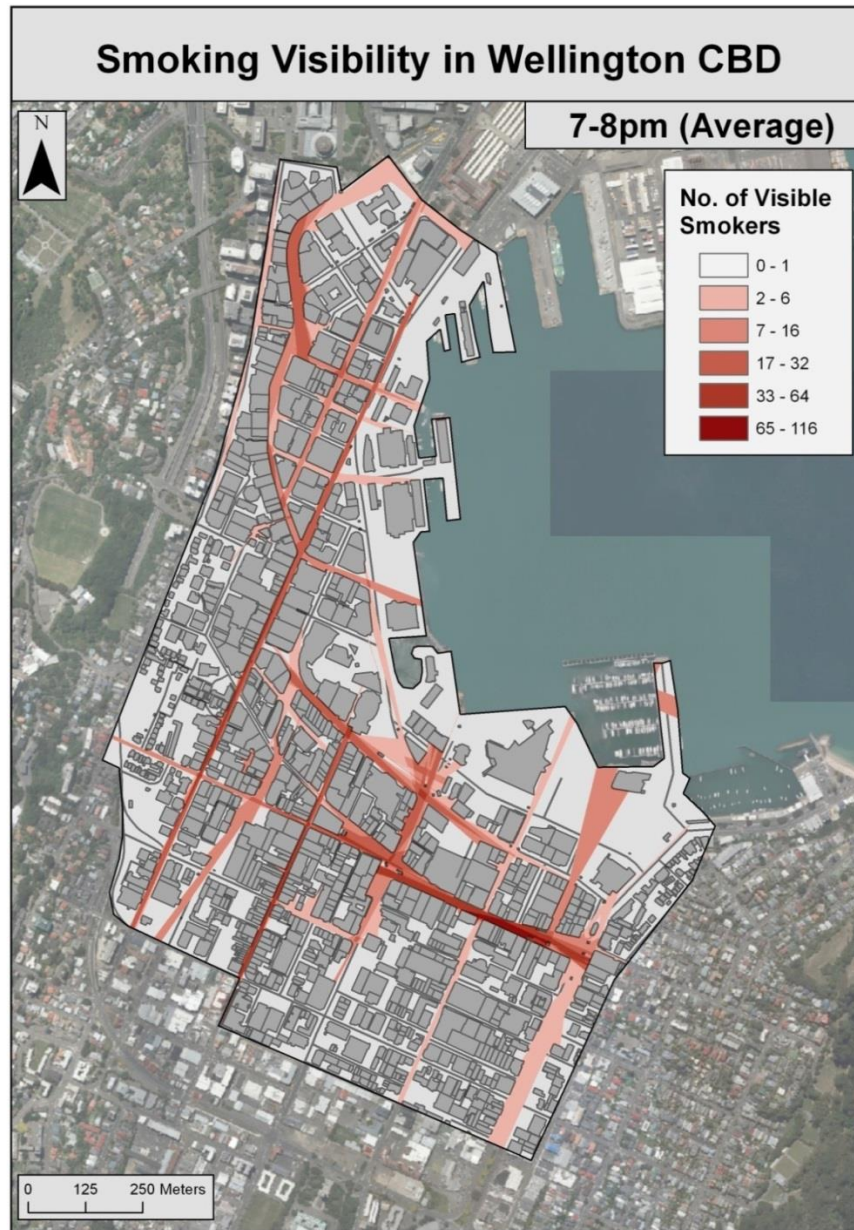 Smoking Visibility in Wellington CBD
7-8pm (Average)
N
No. of Visible
Smokers
0 - 1
2 - 6
7 - 16
17 - 32
33 - 64
65 - 116
0 125 250 Meters